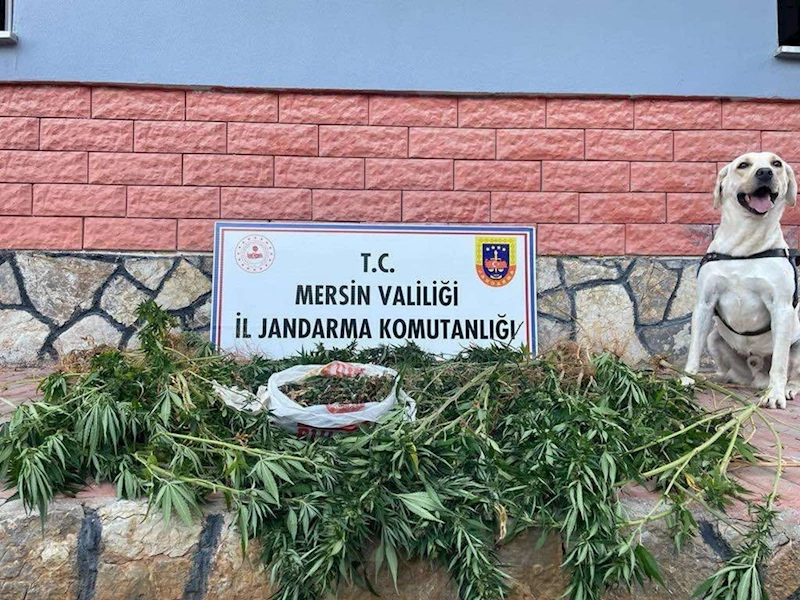 T.C.
MERSİN VALİLİĞİ
İL JANDARMA KOMUTANLIĞI